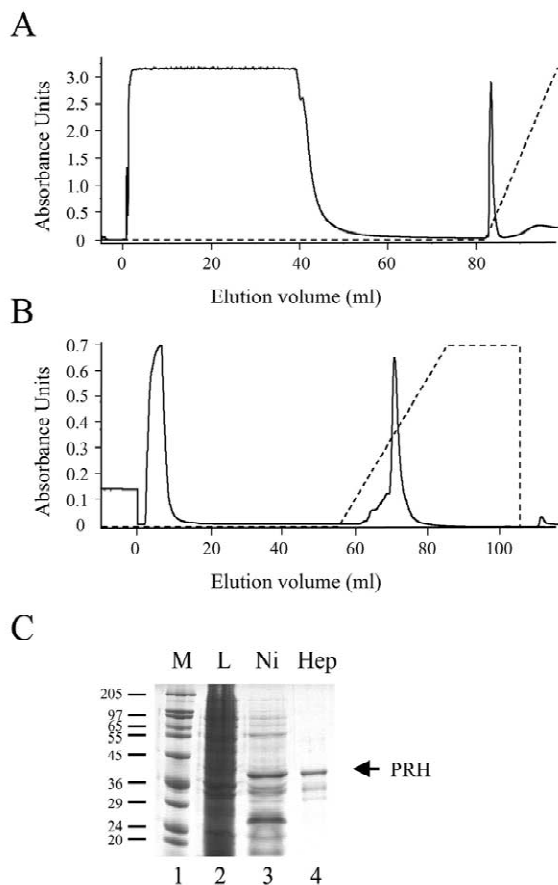 A
3.0
2.5
2.0
1.5
1.0
0.5
0
Absorbance Units
0 20 40 60 80
Elution volume (ml)
B
0.7
0.6
0.5
0.4
0.3
0.2
0.1
0
Absorbance Units
0 20 40 60 80 100
Elution volume (ml)
C
M L Ni Hep
205
97
65
55
45
36
29
24
20
PRH
1 2 3 4